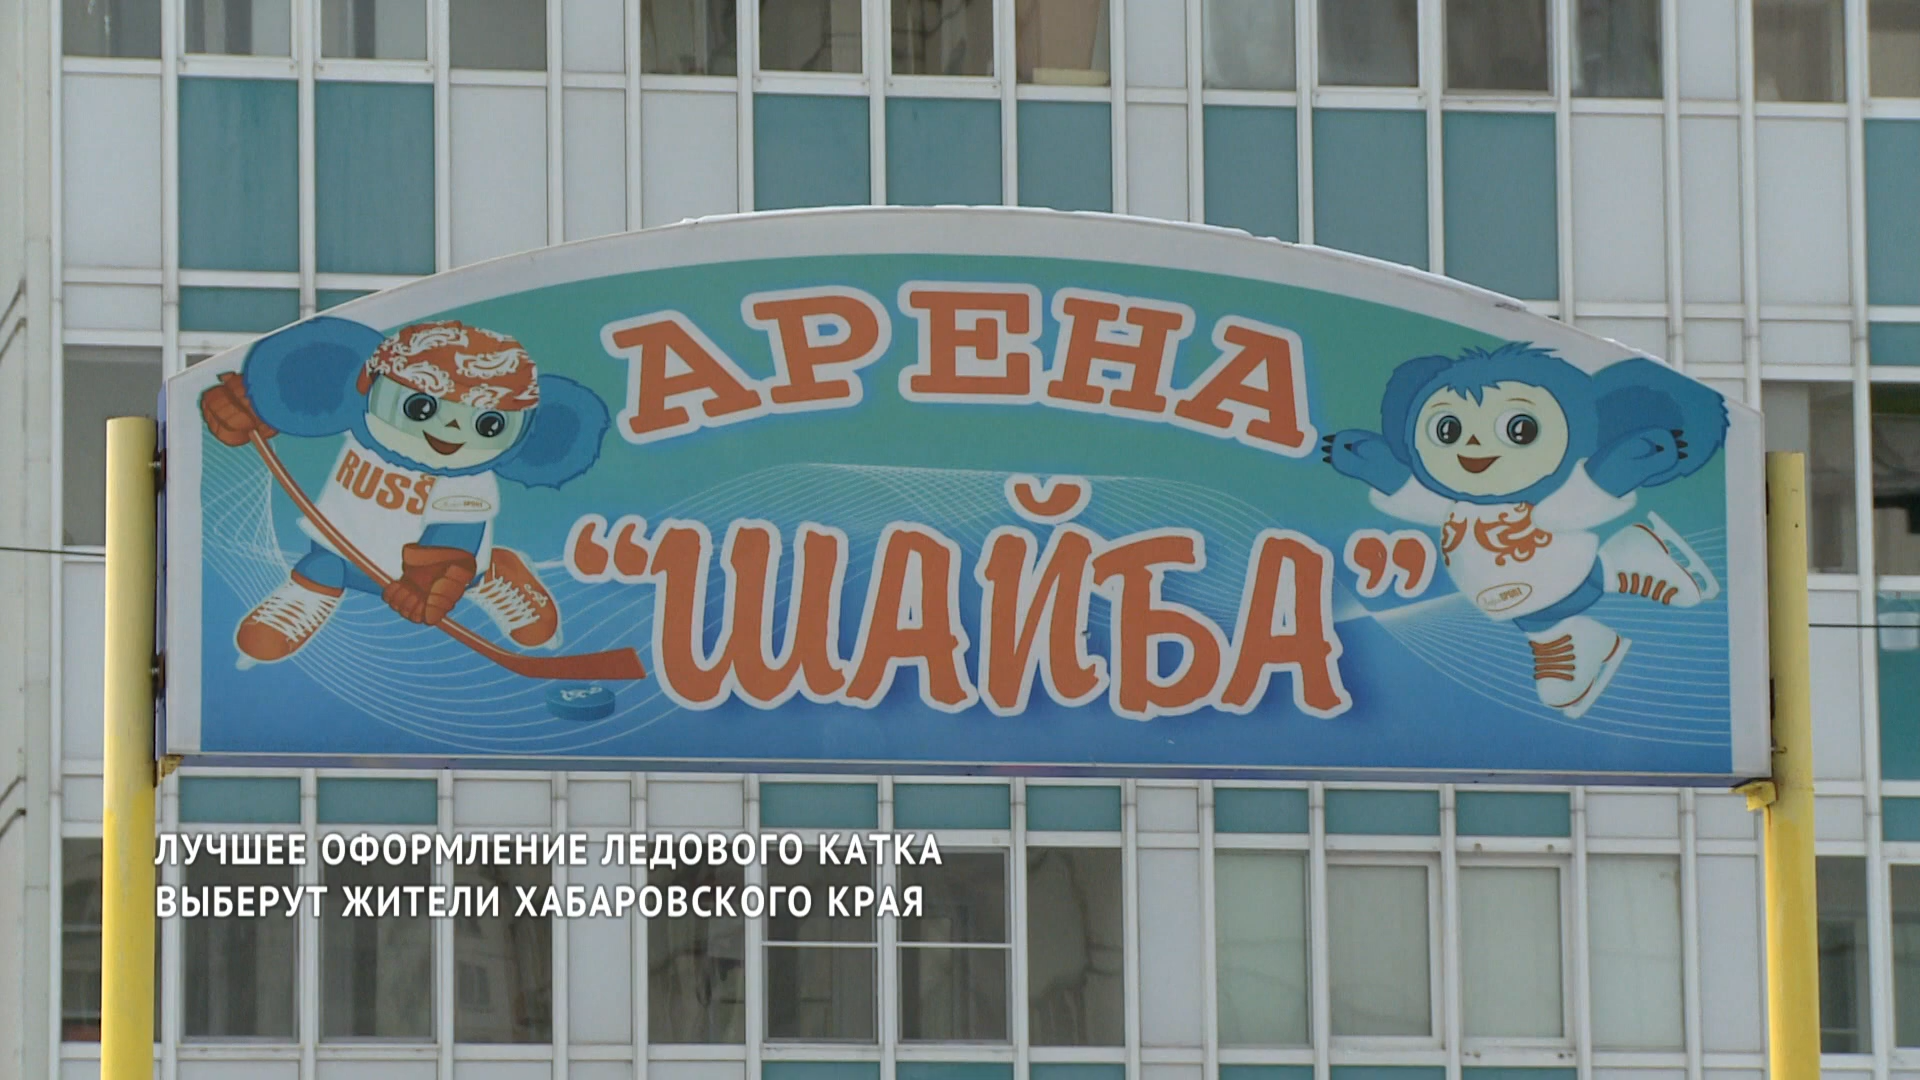 АРЕНА
"ШАЙБА"
RUSS
ЛУЧШЕЕ ОФОРМЛЕНИЕ ЛЕДОВОГО КАТКА
ВЫБЕРУТ ЖИТЕЛИ ХАБАРОВСКОГО КРАЯ